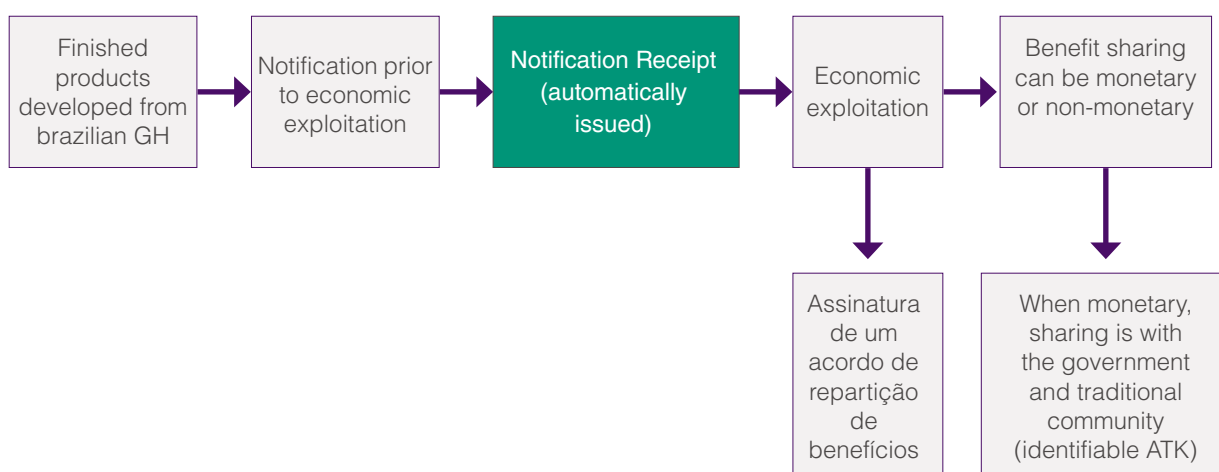 Finished
products
developed from
brazilian GH
Notification prior
to economic
exploitation
Notification Receipt
(automatically
issued)
Economic
exploitation
Benefit sharing
can be monetary
or non-monetary
Assinatura
de um
acordo de
repartição
de
benefícios
When monetary,
sharing is with
the government
and traditional
community
(identifiable ATK)